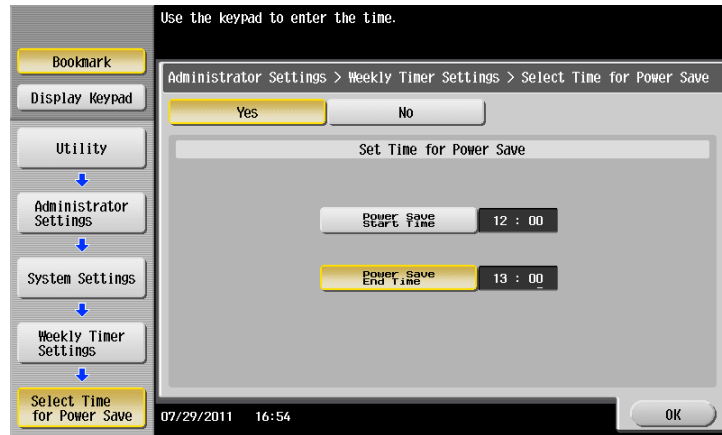 Use the keypad to enter the time.
Bookmark
Display Keypad
Utility
Administrator
Settings
System Settings
Weekly Timer
Settings
Select Time
for Power Save
Administrator Settings > Weekly Timer Settings > Select Time for Power Save
Yes No
Set Time for Power Save
Power Save
Start Time
12 : 00
Power Save
End Time
13 : 00
07/29/2011 16:54
OK